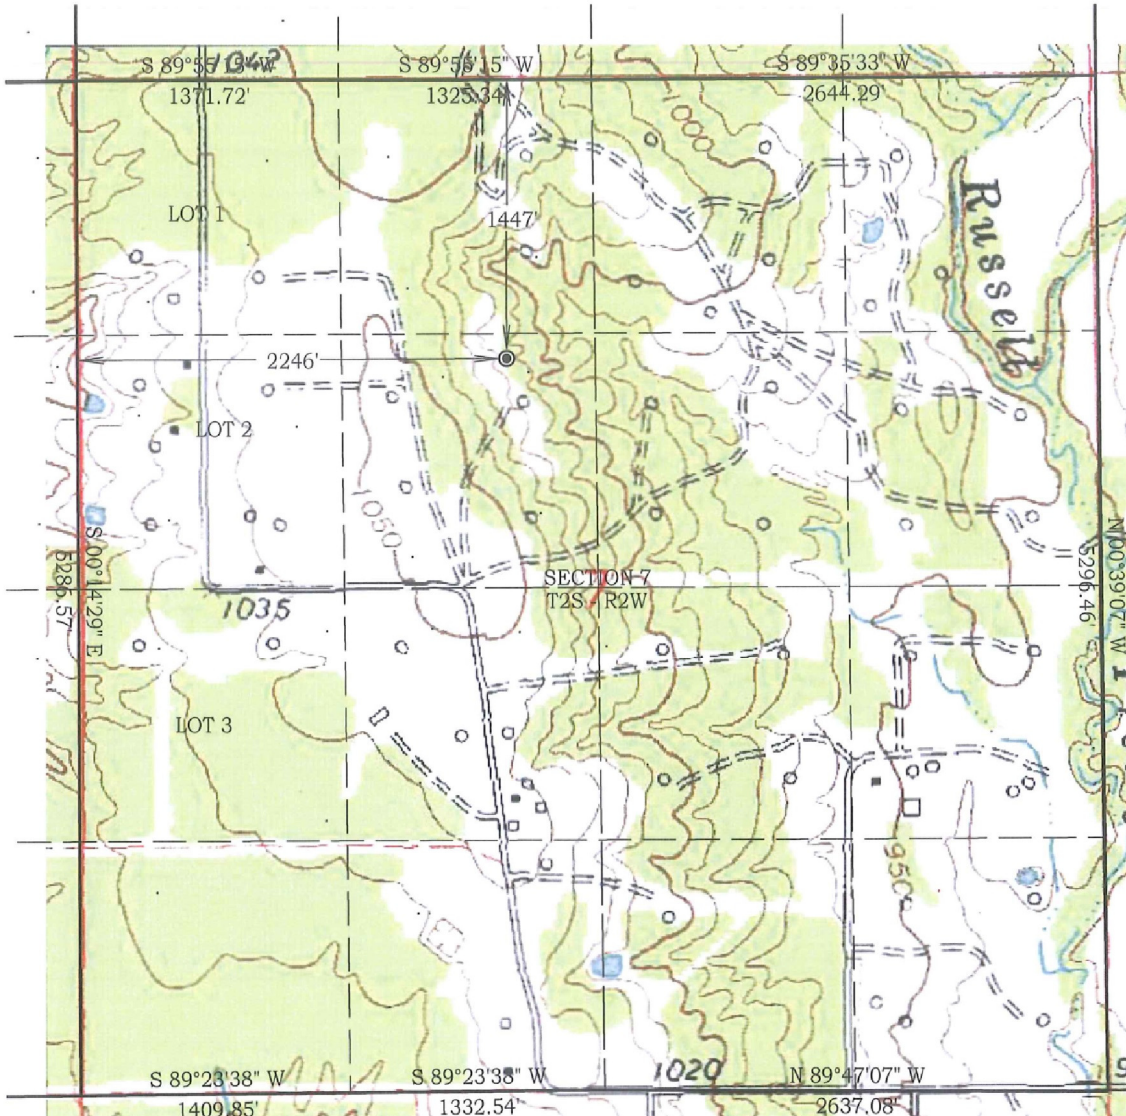 1042
S 89°55'15" W
S 89°55'15" W
S 89°35'33" W
1371.72'
1325.34'
2644.29'
1000
LOT 1
1447'
Russell
2246'
LOT 2
1050
S 00°14'29" E
5286.57'
SECTION 7
T2S - R2W
7
N 00°39'07" W
5296.46'
1035
LOT 3
950
1020
S 89°23'38" W
S 89°23'38" W
N 89°47'07" W
1409.85'
1332.54'
2637.08'